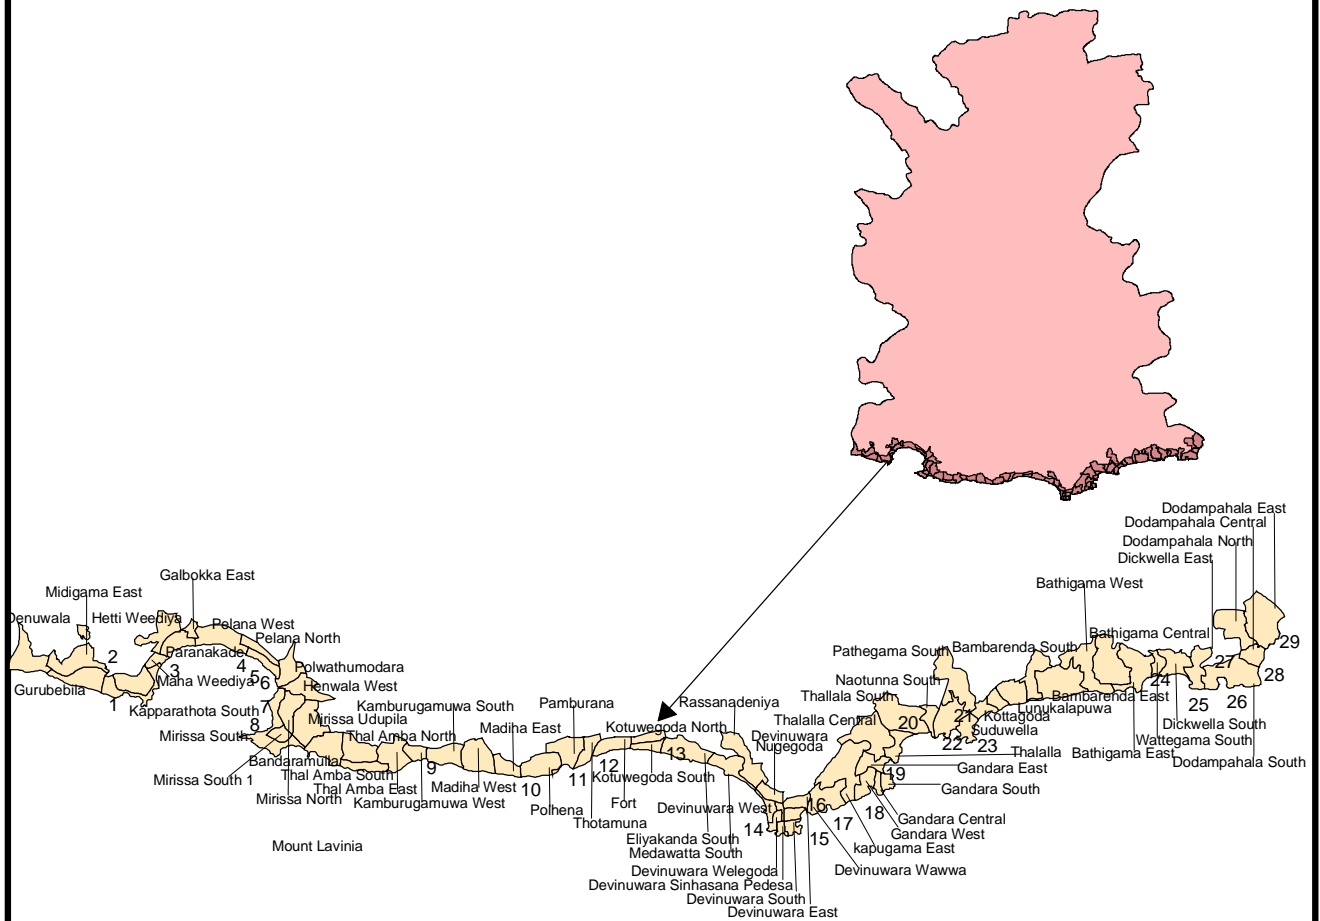 Dodampahala East
Dodampahala Central
Dodampahala North
Dickwella East
Galbokka East
Bathigama West
Midigama East
Denuwala
Hetti Weediya
Pelana West
Bathigama Central
Pelana North
29
Paranakade
Pathegama South
Bambarenda South
2
3
4
27
Polwathumodara
5
Maha Weediya
6
Naotunna South
24
28
Gurubebila
Henwala West
Thallala South
Bambarenda East
1
Kapparathota South
7
Kamburugamuwa South
Pamburana
Rassanadeniya
Lunukalapuwa
25
26
8
Mirissa Udupila
Thalalla Central
20
21
Kottagoda
Mirissa South
Thal Amba North
Madiha East
Kotuwegoda North
Devinuwara
Suduwella
Dickwella South
Nugegoda
22
23
Wattegama South
Bandaramulla
13
Thalalla
Bathigama East
Dodampahala South
Mirissa South 1
Thal Amba South
9
12
11
Kotuwegoda South
19
Gandara East
Thal Amba East
Madiha West
10
Gandara South
Mirissa North
Kamburugamuwa West
Fort
Polhena
Devinuwara West
16
18
Thotamuna
14
17
Gandara Central
Eliyakanda South
15
Gandara West
Mount Lavinia
Medawatta South
kapugama East
Devinuwara Welegoda
Devinuwara Wawwa
Devinuwara Sinhasana Pedesa
Devinuwara South
Devinuwara East